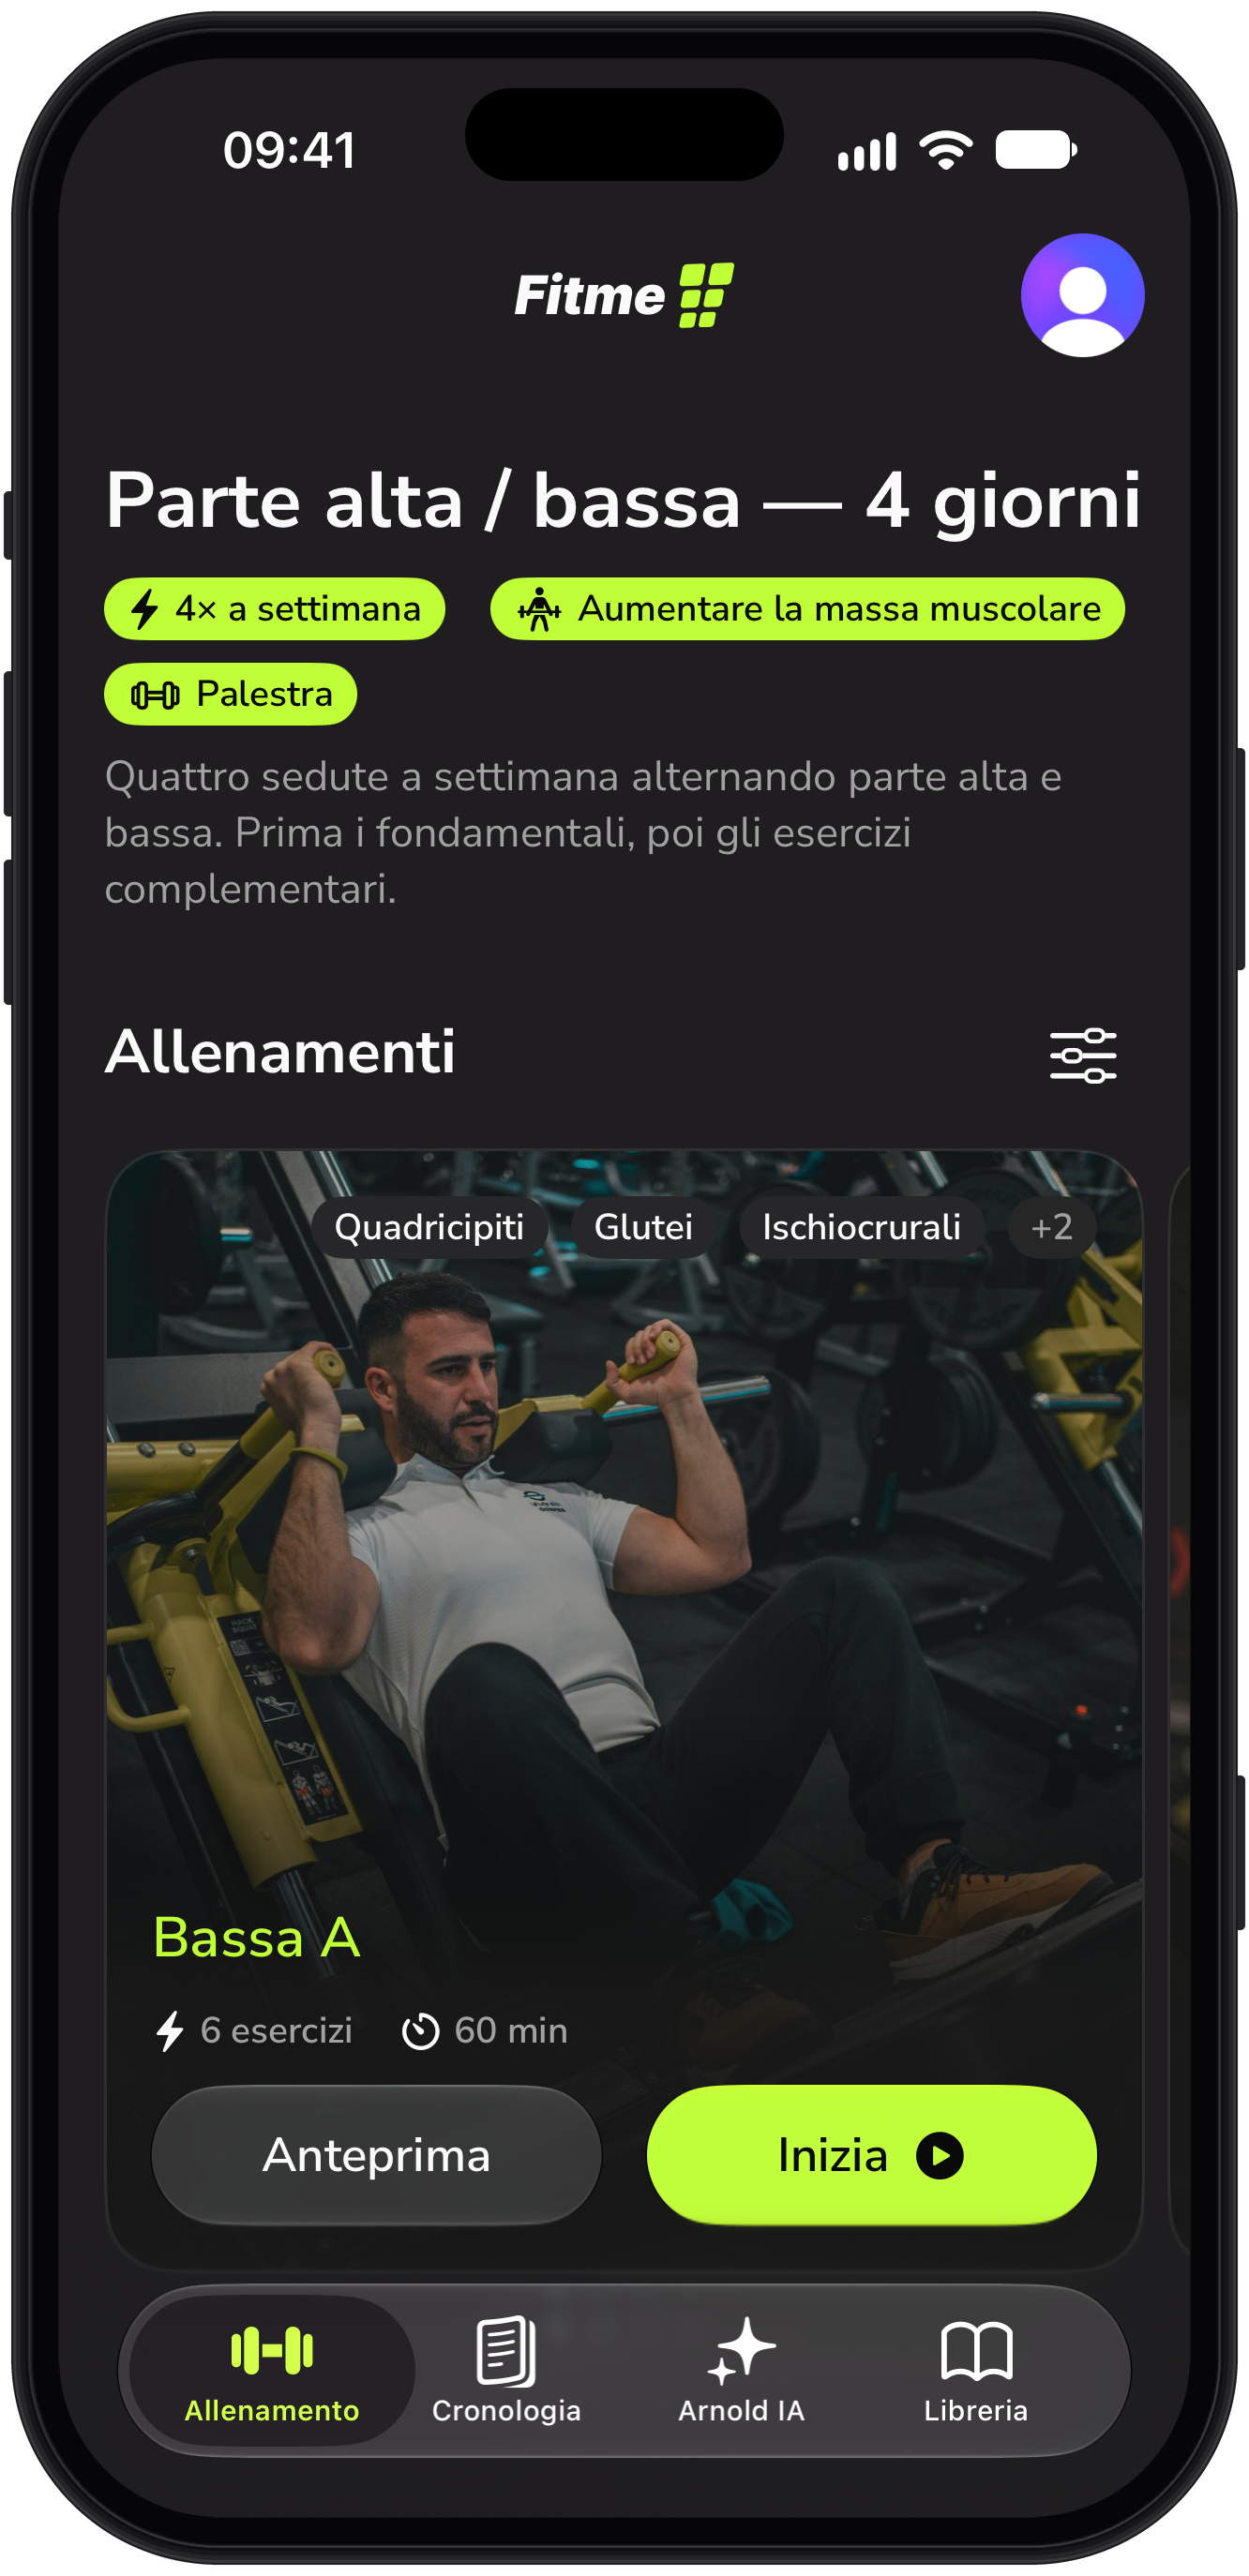 09:41
Fitme
Parte alta / bassa — 4 giorni
4× a settimana
Aumentare la massa muscolare
Palestra
Quattro sedute a settimana alternando parte alta e
bassa. Prima i fondamentali, poi gli esercizi
complementari.
Allenamenti
Quadricipiti
Glutei
Ischiocrurali
+2
HACK
SQUAT
Bassa A
6 esercizi
60 min
Anteprima
Inizia
Allenamento
Cronologia
Arnold IA
Libreria